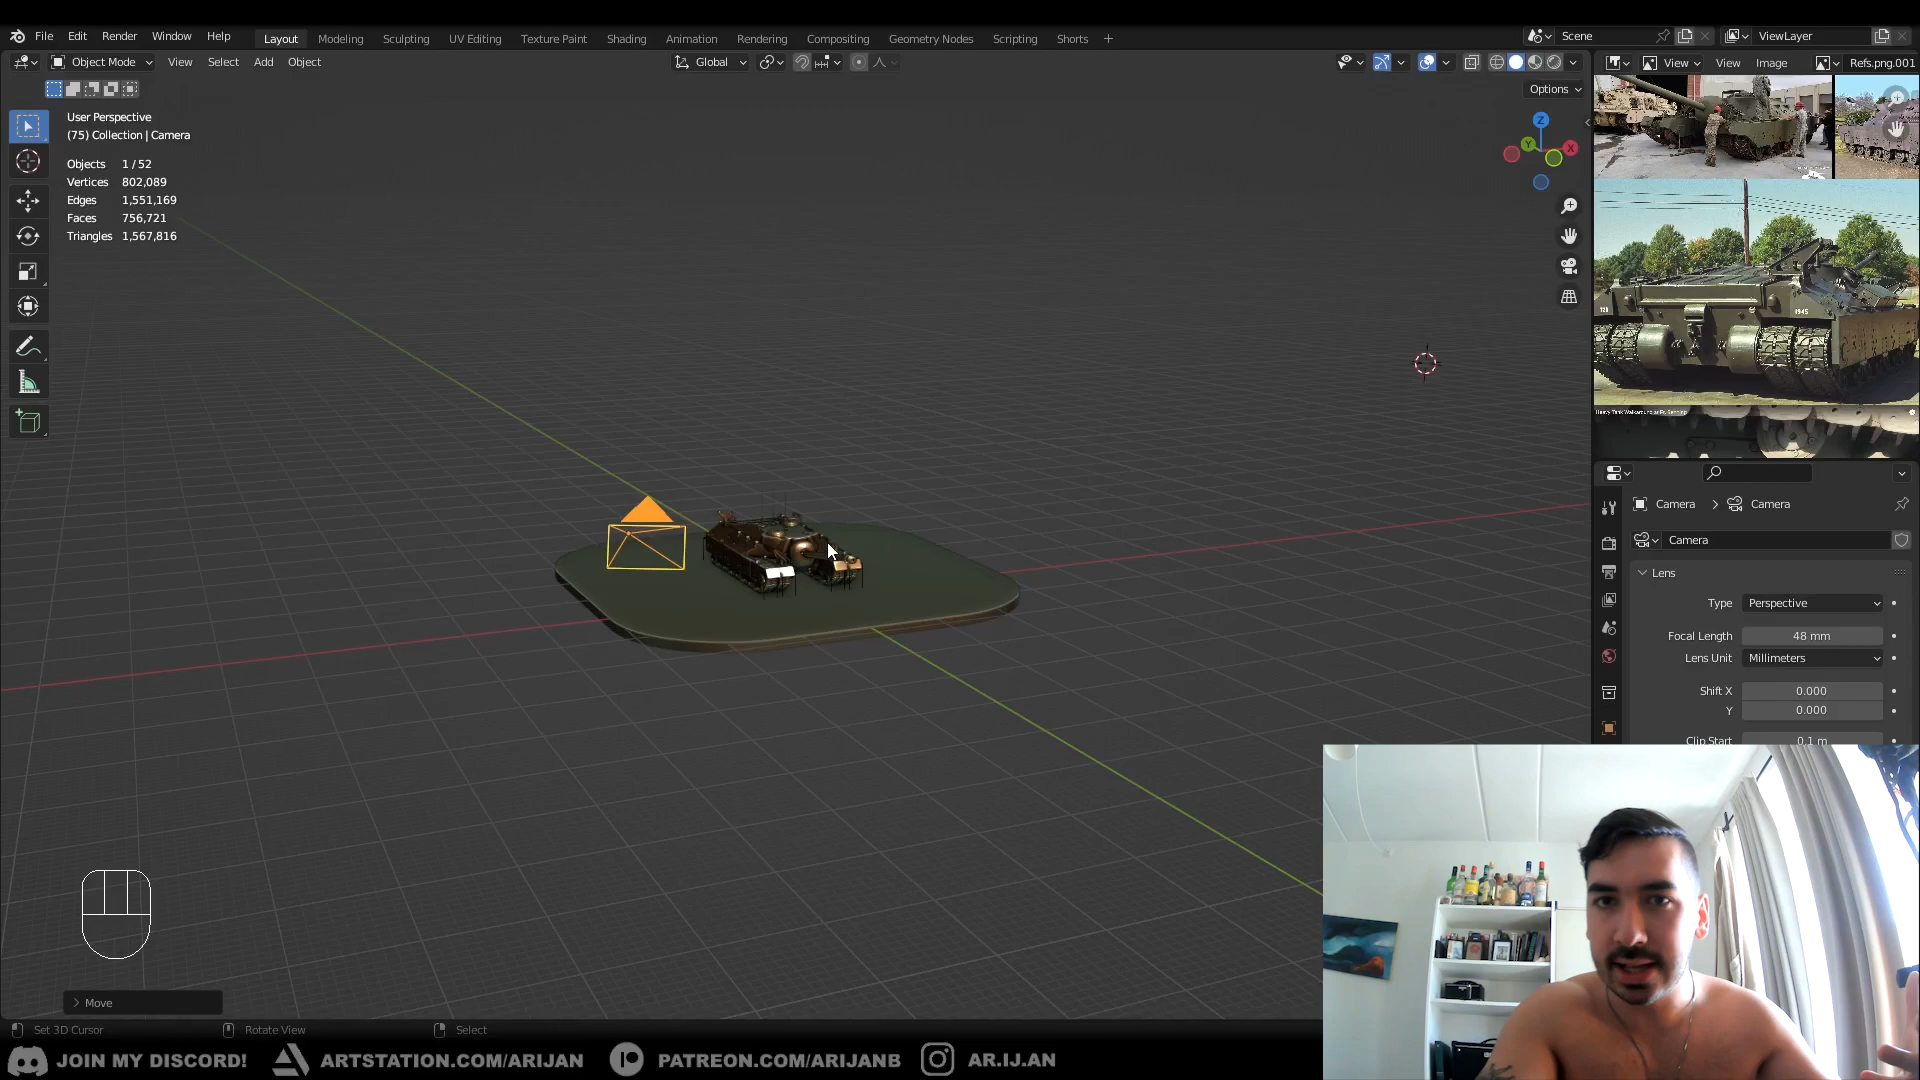 File Edit Render Window Help
Layout Modeling Sculpting UV Editing Texture Paint Shading Animation Rendering Compositing Geometry Nodes Scripting Shorts +
Scene
ViewLayer
Object Mode View Select Add Object
Global
View View Image Refs.png.001
Options
User Perspective
(75) Collection | Camera
Objects 1 / 52
Vertices 802,089
Edges 1,551,169
Faces 756,721
Triangles 1,567,816
Z
Y
X
1945
Camera > Camera
Camera
Lens
Type Perspective
Focal Length 48 mm
Lens Unit Millimeters
Shift X 0.000
Y 0.000
Clip Start 0.1 m
> Move
Set 3D Cursor Rotate View Select
JOIN MY DISCORD! ARTSTATION.COM/ARIJAN PATREON.COM/ARIJANB AR.IJ.AN